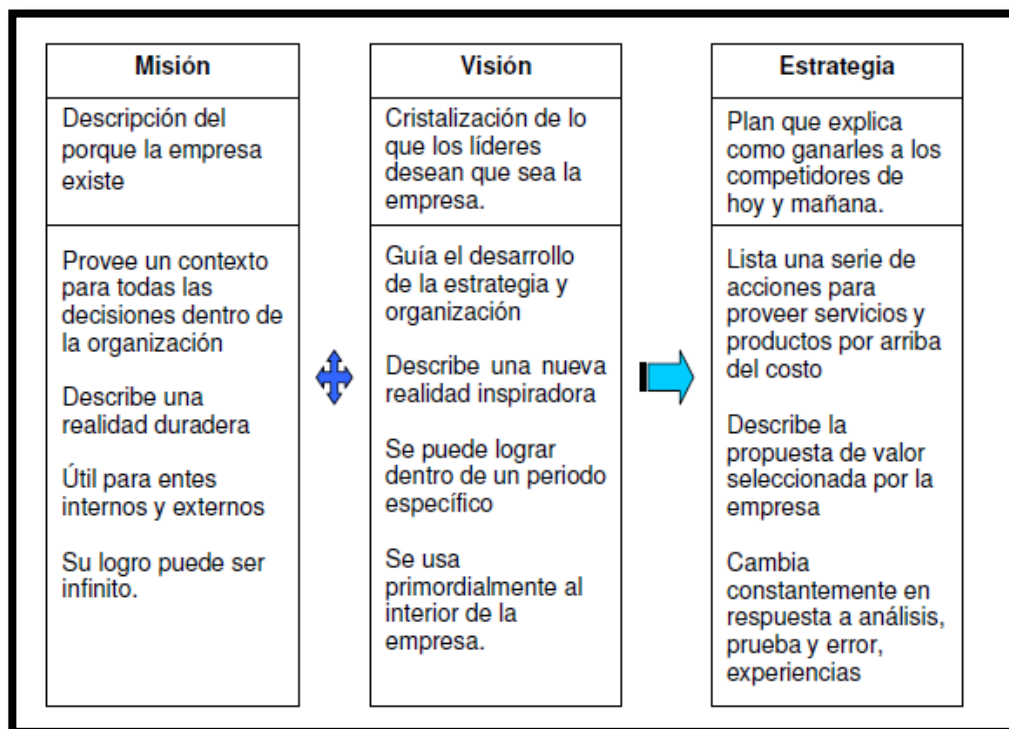 Misión
Descripción del
porque la empresa
existe
Provee un contexto
para todas las
decisiones dentro de
la organización
Describe una
realidad duradera
Útil para entes
internos y externos
Su logro puede ser
infinito.
Visión
Cristalización de lo
que los líderes
desean que sea la
empresa.
Guía el desarrollo
de la estrategia y
organización
Describe una nueva
realidad inspiradora
Se puede lograr
dentro de un periodo
específico
Se usa
primordialmente al
interior de la
empresa.
Estrategia
Plan que explica
como ganarles a los
competidores de
hoy y mañana.
Lista una serie de
acciones para
proveer servicios y
productos por arriba
del costo
Describe la
propuesta de valor
seleccionada por la
empresa
Cambia
constantemente en
respuesta a análisis,
prueba y error,
experiencias